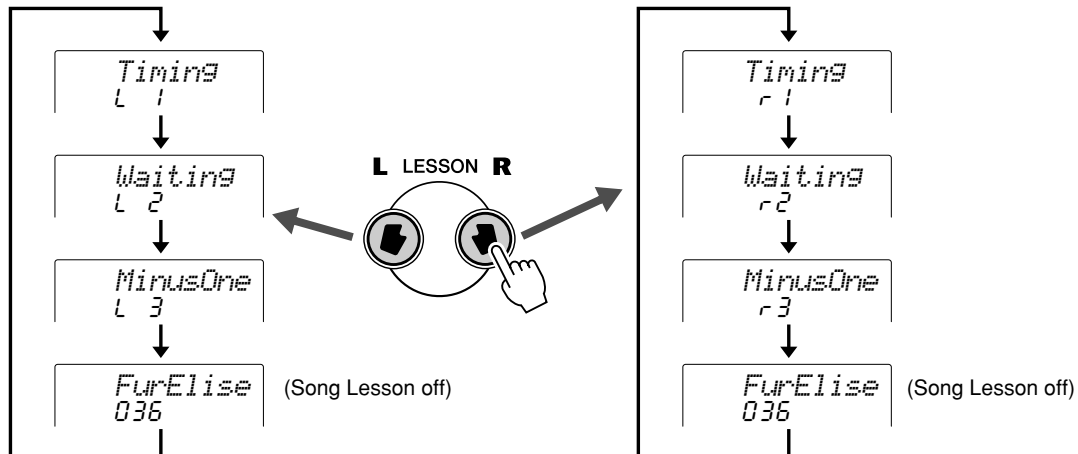 Timing
L 1
Waiting
L 2
MinusOne
L 3
FurElise
036
(Song Lesson off)
L LESSON R
Timing
r1
Waiting
r2
MinusOne
r3
FurElise
036
(Song Lesson off)